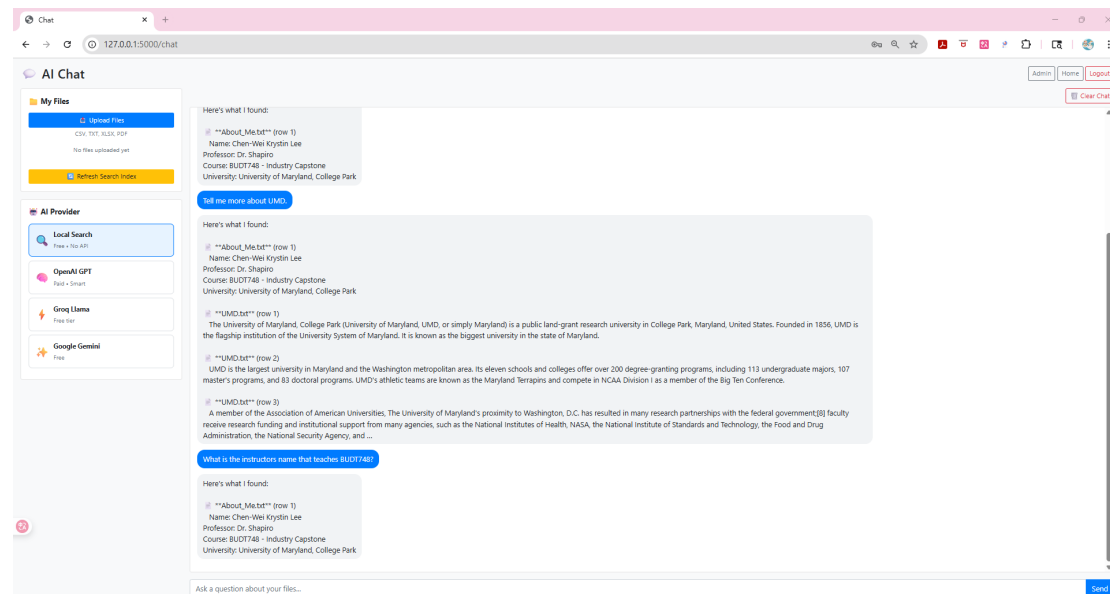 Chat
127.0.0.1:5000/chat
AI Chat
Admin
Home
Logout
My Files
Upload Files
CSV, TXT, XLSX, PDF
No files uploaded yet
Refresh Search Index
AI Provider
Local Search
Free • No API
OpenAI GPT
Paid • Smart
Groq Llama
Free tier
Google Gemini
Free
Clear Chat
Here's what I found:
**About_Me.txt** (row 1)
Name: Chen-Wei Krystin Lee
Professor: Dr. Shapiro
Course: BUDT748 - Industry Capstone
University: University of Maryland, College Park
Tell me more about UMD.
Here's what I found:
**About_Me.txt** (row 1)
Name: Chen-Wei Krystin Lee
Professor: Dr. Shapiro
Course: BUDT748 - Industry Capstone
University: University of Maryland, College Park
**UMD.txt** (row 1)
The University of Maryland, College Park (University of Maryland, UMD, or simply Maryland) is a public land-grant research university in College Park, Maryland, United States. Founded in 1856, UMD is
the flagship institution of the University System of Maryland. It is known as the biggest university in the state of Maryland.
**UMD.txt** (row 2)
UMD is the largest university in Maryland and the Washington metropolitan area. Its eleven schools and colleges offer over 200 degree-granting programs, including 113 undergraduate majors, 107
master's programs, and 83 doctoral programs. UMD's athletic teams are known as the Maryland Terrapins and compete in NCAA Division I as a member of the Big Ten Conference.
**UMD.txt** (row 3)
A member of the Association of American Universities, The University of Maryland's proximity to Washington, D.C. has resulted in many research partnerships with the federal government;[8] faculty
receive research funding and institutional support from many agencies, such as the National Institutes of Health, NASA, the National Institute of Standards and Technology, the Food and Drug
Administration, the National Security Agency, and ...
What is the instructors name that teaches BUDT748?
Here's what I found:
**About_Me.txt** (row 1)
Name: Chen-Wei Krystin Lee
Professor: Dr. Shapiro
Course: BUDT748 - Industry Capstone
University: University of Maryland, College Park
Ask a question about your files...
Send